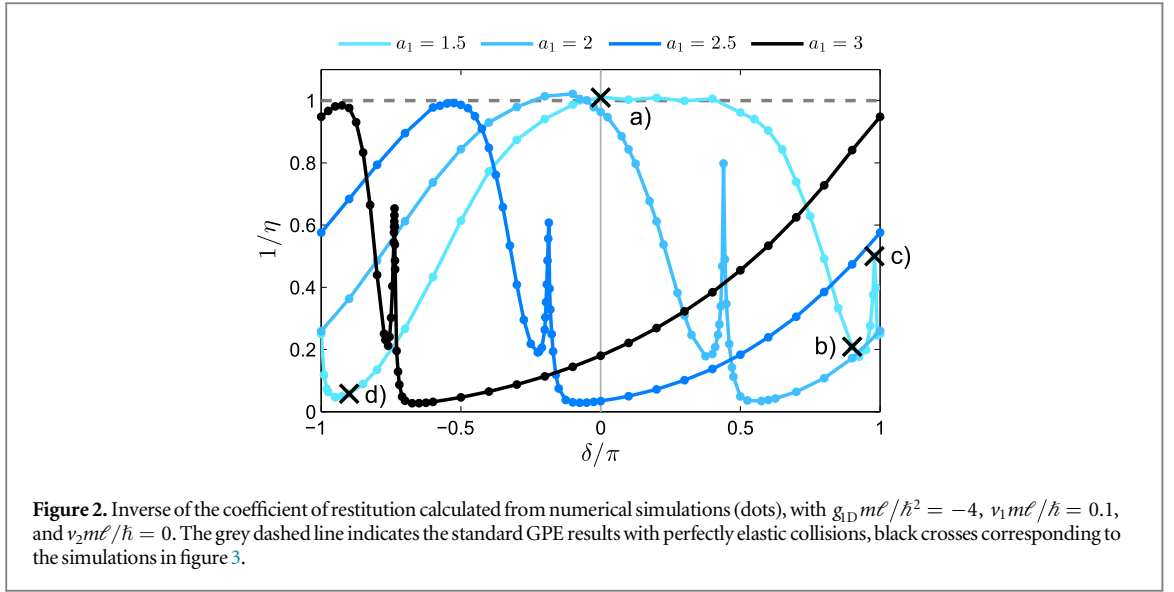 a₁ = 1.5 a₁ = 2 a₁ = 2.5 a₁ = 3
1
0.8
0.6
0.4
0.2
0
1/η
a)
b)
c)
d)
−1 −0.5 0 0.5 1
δ/π
Figure 2. Inverse of the coefficient of restitution calculated from numerical simulations (dots), with g₁D mℓ/ℏ² = −4, v₁mℓ/ℏ = 0.1,
and v₂mℓ/ℏ = 0. The grey dashed line indicates the standard GPE results with perfectly elastic collisions, black crosses corresponding to
the simulations in figure 3.